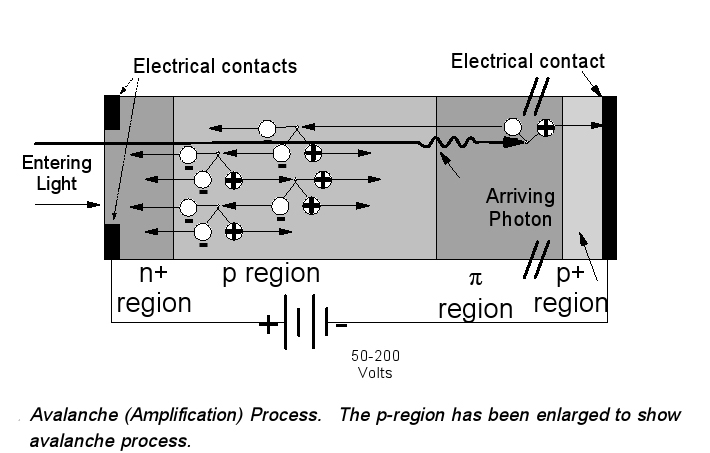 Electrical contacts
Electrical contact
Entering
Light
Arriving
Photon
n+
region
p region
π
region
p+
region
+
-
50-200
Volts
Avalanche (Amplification) Process. The p-region has been enlarged to show
avalanche process.